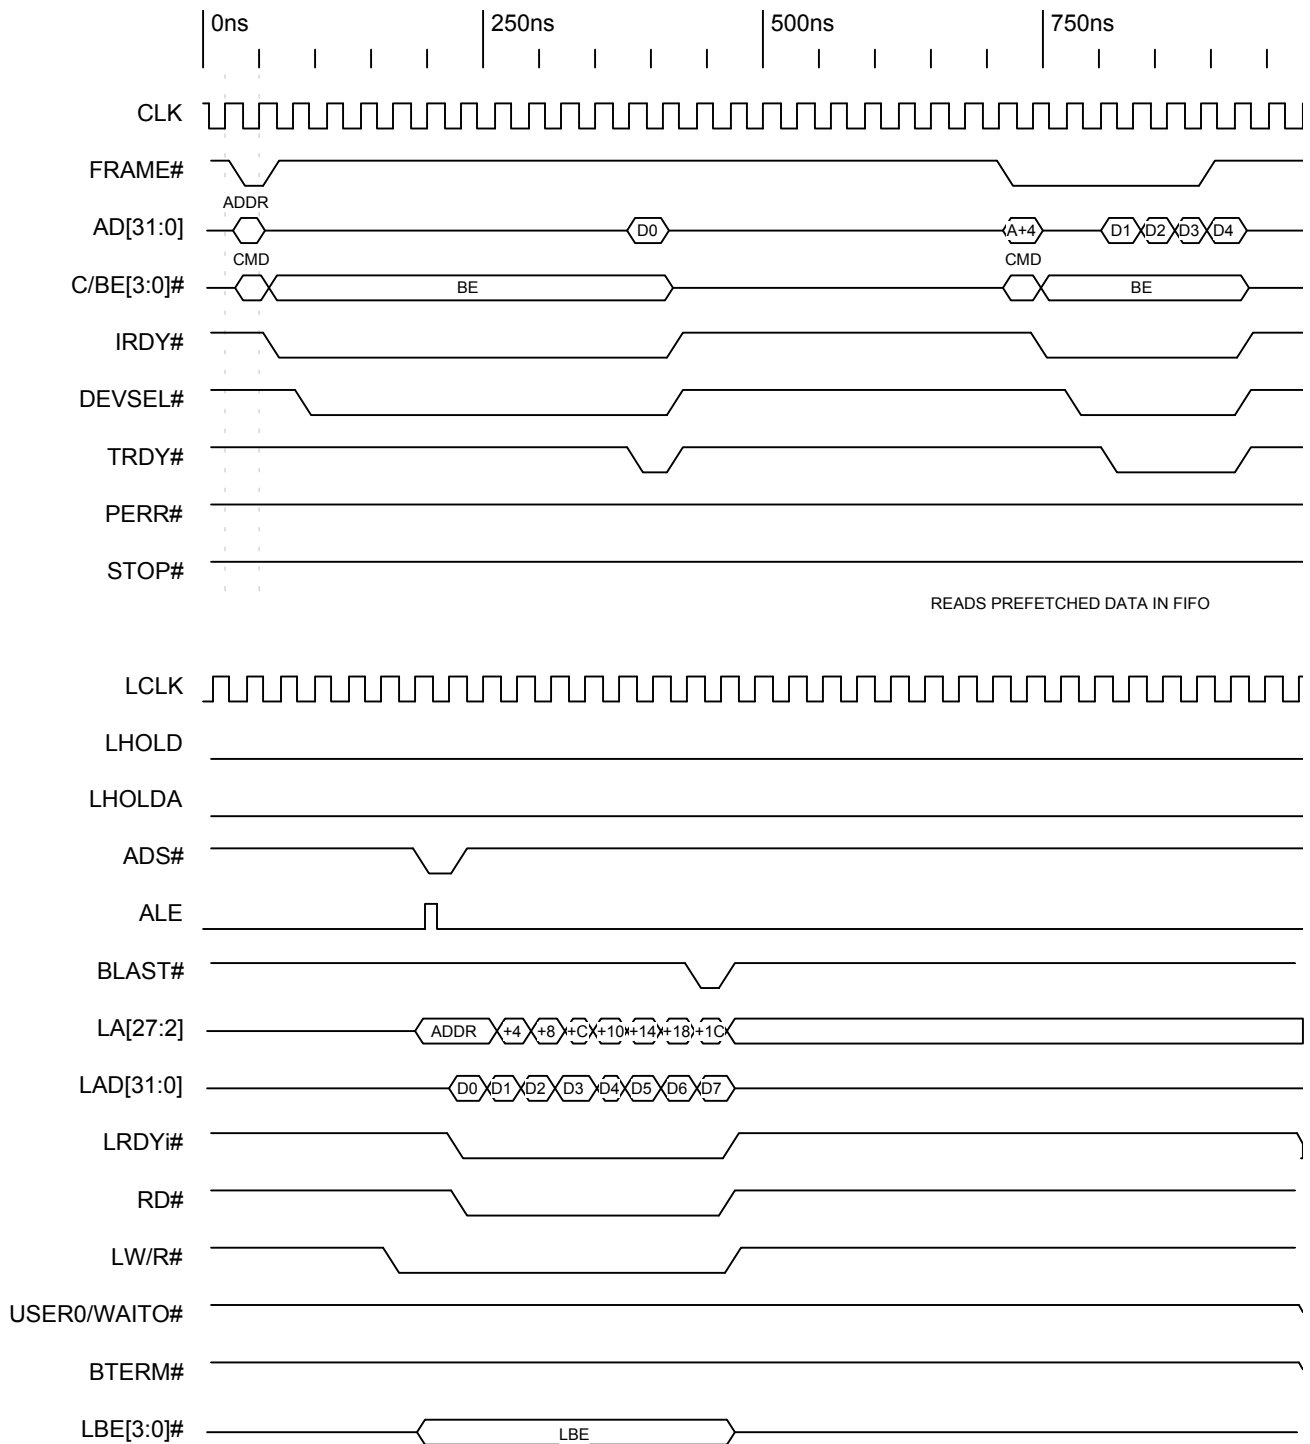 0ns 250ns 500ns 750ns
CLK
FRAME#
ADDR
AD[31:0] D0 A+4 D1 D2 D3 D4
CMD CMD
C/BE[3:0]# BE BE
IRDY#
DEVSEL#
TRDY#
PERR#
STOP#
READS PREFETCHED DATA IN FIFO
LCLK
LHOLD
LHOLDA
ADS#
ALE
BLAST#
LA[27:2] ADDR +4 +8 +C +10 +14 +18 +1C
LAD[31:0] D0 D1 D2 D3 D4 D5 D6 D7
LRDYi#
RD#
LW/R#
USER0/WAITO#
BTERM#
LBE[3:0]# LBE